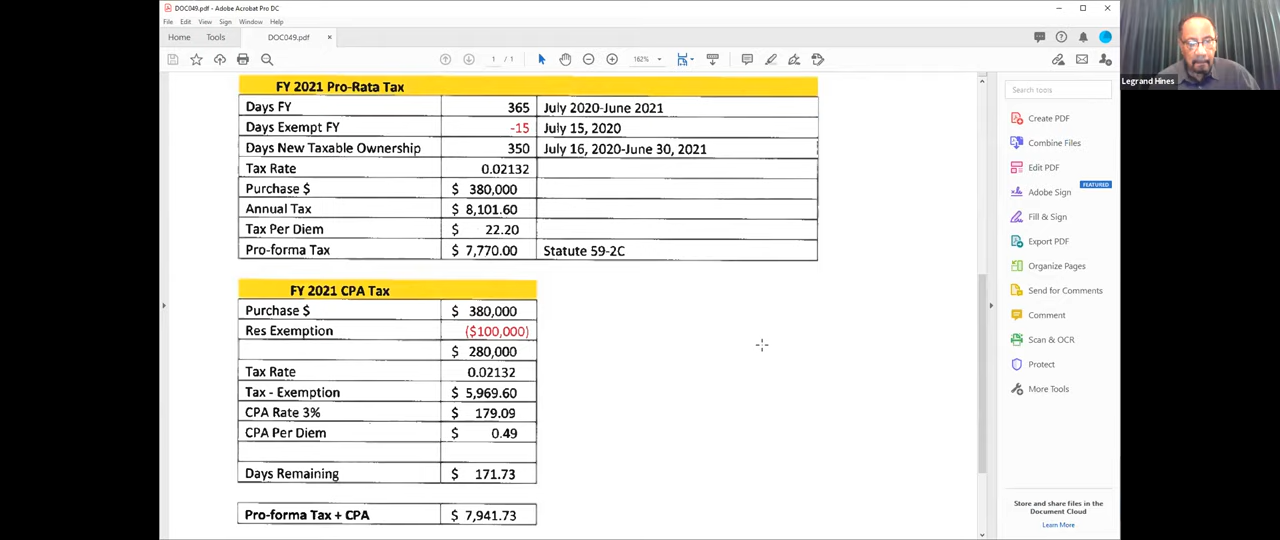 DOC049.pdf - Adobe Acrobat Pro DC
File Edit View Sign Window Help
Home Tools DOC049.pdf ×
1 / 1 162%
Legrand Hines
FY 2021 Pro-Rata Tax
Days FY 365 July 2020-June 2021
Days Exempt FY -15 July 15, 2020
Days New Taxable Ownership 350 July 16, 2020-June 30, 2021
Tax Rate 0.02132
Purchase $ $ 380,000
Annual Tax $ 8,101.60
Tax Per Diem $ 22.20
Pro-forma Tax $ 7,770.00 Statute 59-2C
FY 2021 CPA Tax
Purchase $ $ 380,000
Res Exemption ($100,000)
$ 280,000
Tax Rate 0.02132
Tax - Exemption $ 5,969.60
CPA Rate 3% $ 179.09
CPA Per Diem $ 0.49
Days Remaining $ 171.73
Pro-forma Tax + CPA $ 7,941.73
Search tools
Create PDF
Combine Files
Edit PDF
FEATURED
Adobe Sign
Fill & Sign
Export PDF
Organize Pages
Send for Comments
Comment
Scan & OCR
Protect
More Tools
Store and share files in the
Document Cloud
Learn More